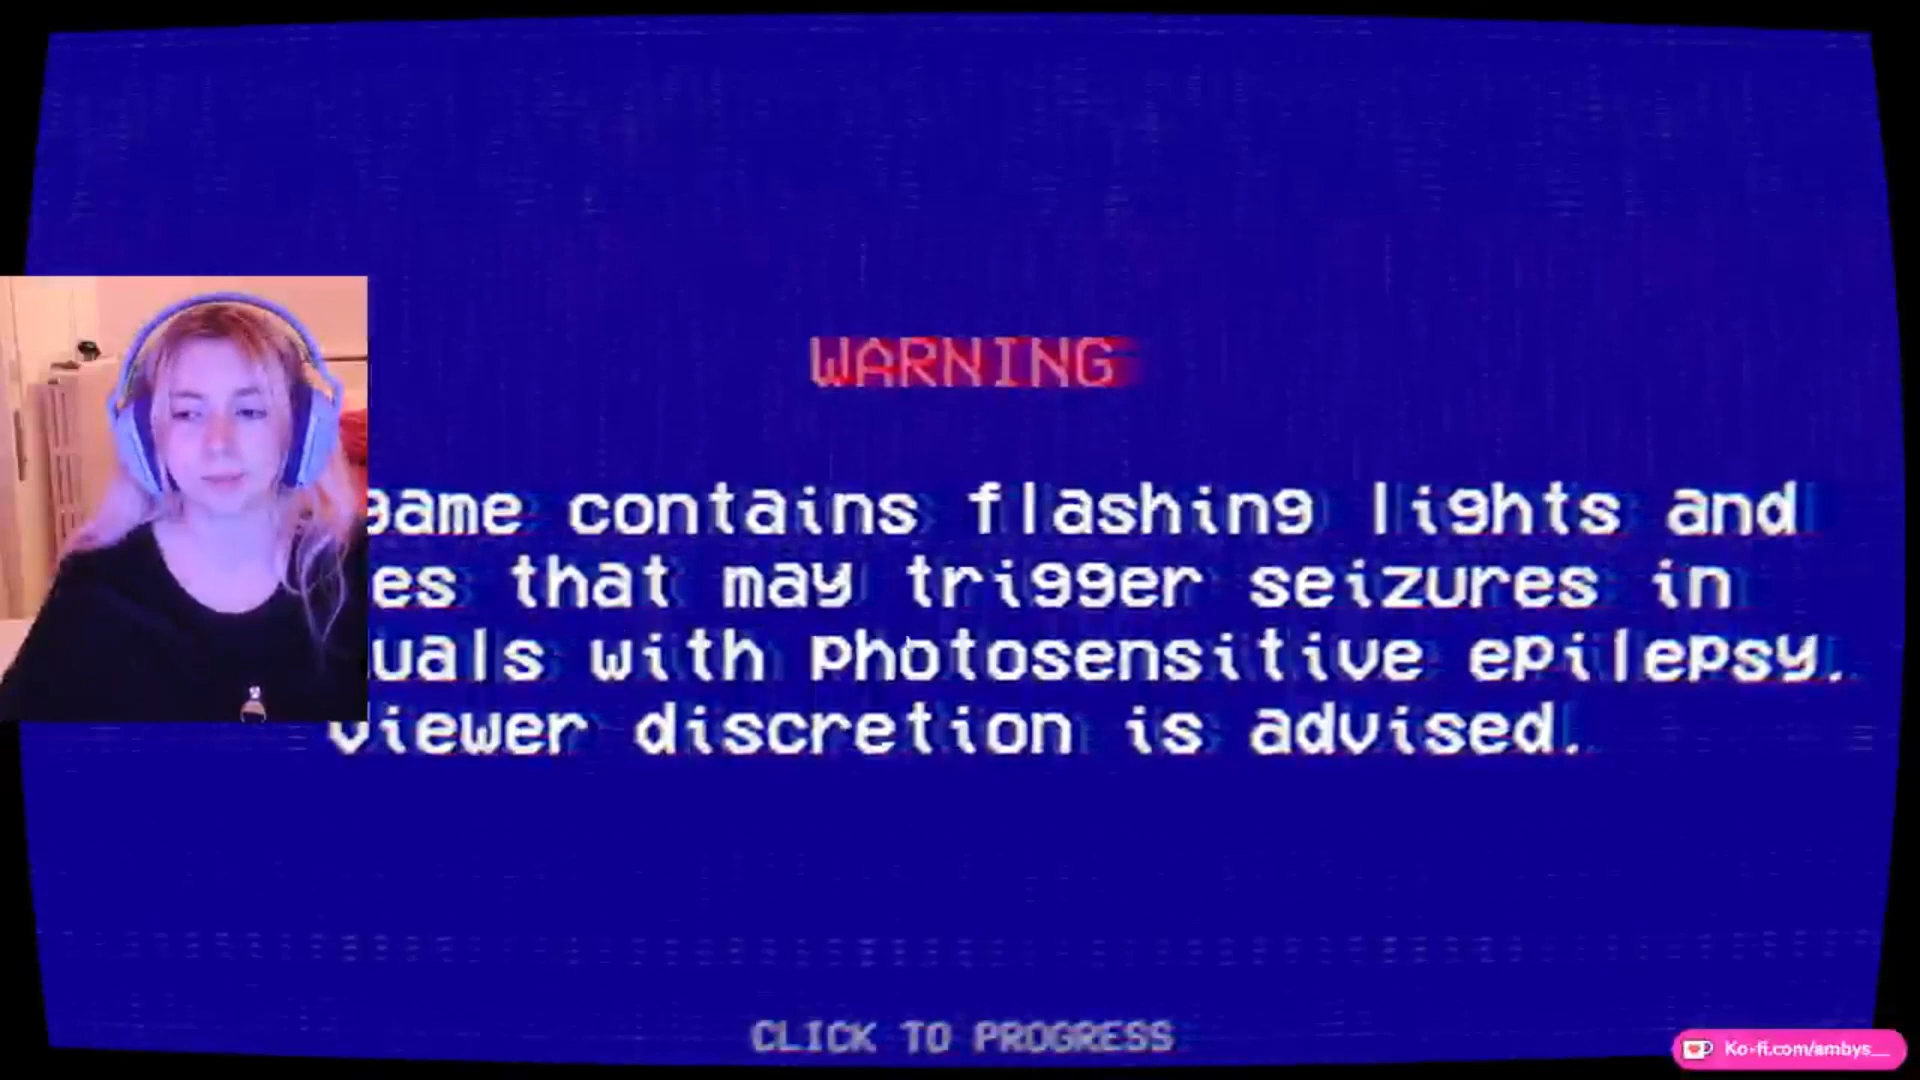 WARNING
game contains flashing lights and
es that may trigger seizures in
uals with photosensitive epilepsy.
viewer discretion is advised.
CLICK TO PROGRESS
Ko-fi.com/ambys__